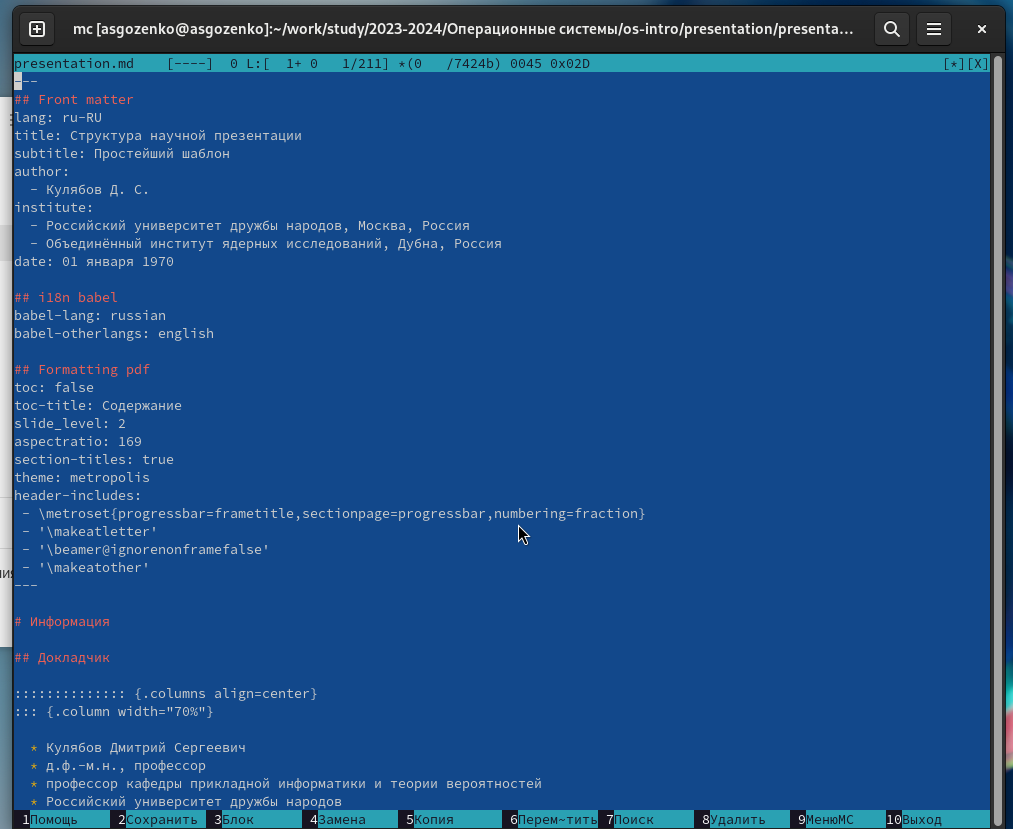 mc [asgozenko@asgozenko]:~/work/study/2023-2024/Операционные системы/os-intro/presentation/presenta…
presentation.md    [----]  0 L:[  1+ 0   1/211] *(0   /7424b) 0045 0x02D    [*][X]
---
## Front matter
lang: ru-RU
title: Структура научной презентации
subtitle: Простейший шаблон
author:
  - Кулябов Д. С.
institute:
  - Российский университет дружбы народов, Москва, Россия
  - Объединённый институт ядерных исследований, Дубна, Россия
date: 01 января 1970

## i18n babel
babel-lang: russian
babel-otherlangs: english

## Formatting pdf
toc: false
toc-title: Содержание
slide_level: 2
aspectratio: 169
section-titles: true
theme: metropolis
header-includes:
 - \metroset{progressbar=frametitle,sectionpage=progressbar,numbering=fraction}
 - '\makeatletter'
 - '\beamer@ignorenonframefalse'
 - '\makeatother'
---

# Информация

## Докладчик

:::::::::::::: {.columns align=center}
::: {.column width="70%"}

  * Кулябов Дмитрий Сергеевич
  * д.ф.-м.н., профессор
  * профессор кафедры прикладной информатики и теории вероятностей
  * Российский университет дружбы народов
1Помощь 2Сохранить 3Блок 4Замена 5Копия 6Перем~тить 7Поиск 8Удалить 9МенюMC 10Выход